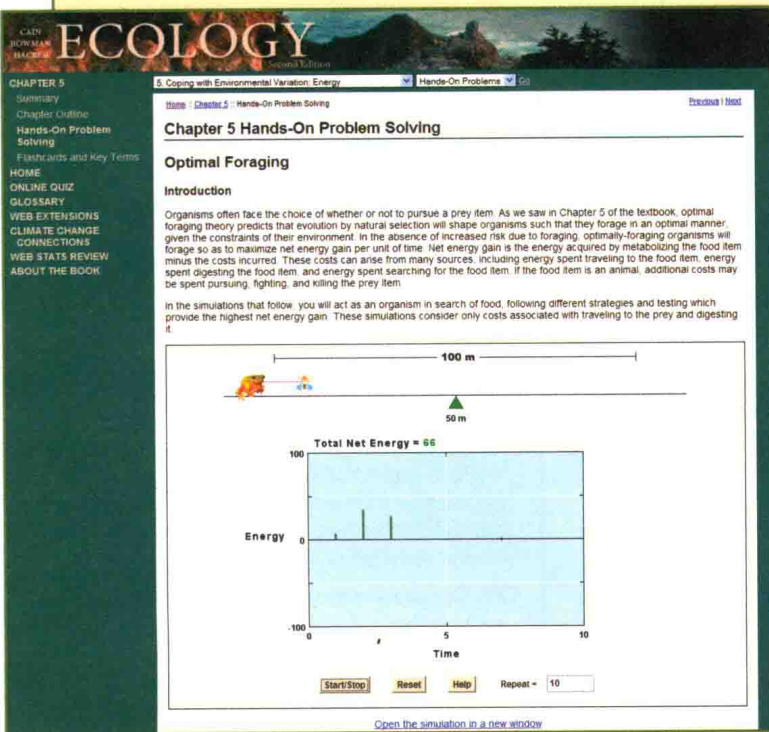 CAIN
BOWMAN
HACKER
ECOLOGY
Second Edition
CHAPTER 5
Summary
Chapter Outline
Hands-On Problem
Solving
Flashcards and Key Terms
HOME
ONLINE QUIZ
GLOSSARY
WEB EXTENSIONS
CLIMATE CHANGE
CONNECTIONS
WEB STATS REVIEW
ABOUT THE BOOK
5. Coping with Environmental Variation: Energy Hands-On Problems Go
Home :: Chapter 5 :: Hands-On Problem Solving Previous | Next
Chapter 5 Hands-On Problem Solving
Optimal Foraging
Introduction
Organisms often face the choice of whether or not to pursue a prey item. As we saw in Chapter 5 of the textbook, optimal
foraging theory predicts that evolution by natural selection will shape organisms such that they forage in an optimal manner,
given the constraints of their environment. In the absence of increased risk due to foraging, optimally-foraging organisms will
forage so as to maximize net energy gain per unit of time. Net energy gain is the energy acquired by metabolizing the food item
minus the costs incurred. These costs can arise from many sources, including energy spent traveling to the food item, energy
spent digesting the food item, and energy spent searching for the food item. If the food item is an animal, additional costs may
be spent pursuing, fighting, and killing the prey item.
In the simulations that follow, you will act as an organism in search of food, following different strategies and testing which
provide the highest net energy gain. These simulations consider only costs associated with traveling to the prey and digesting
it.
100 m
50 m
Total Net Energy = 66
100
Energy 0
-100
0 5 10
Time
Start/Stop Reset Help Repeat = 10
Open the simulation in a new window